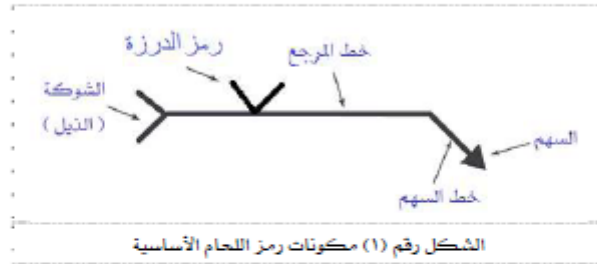 رمز الدرزة
خط المرجع
الشوكة
( الذيل )
السهم
خط السهم
الشكل رقم (١) مكونات رمز اللحام الأساسية